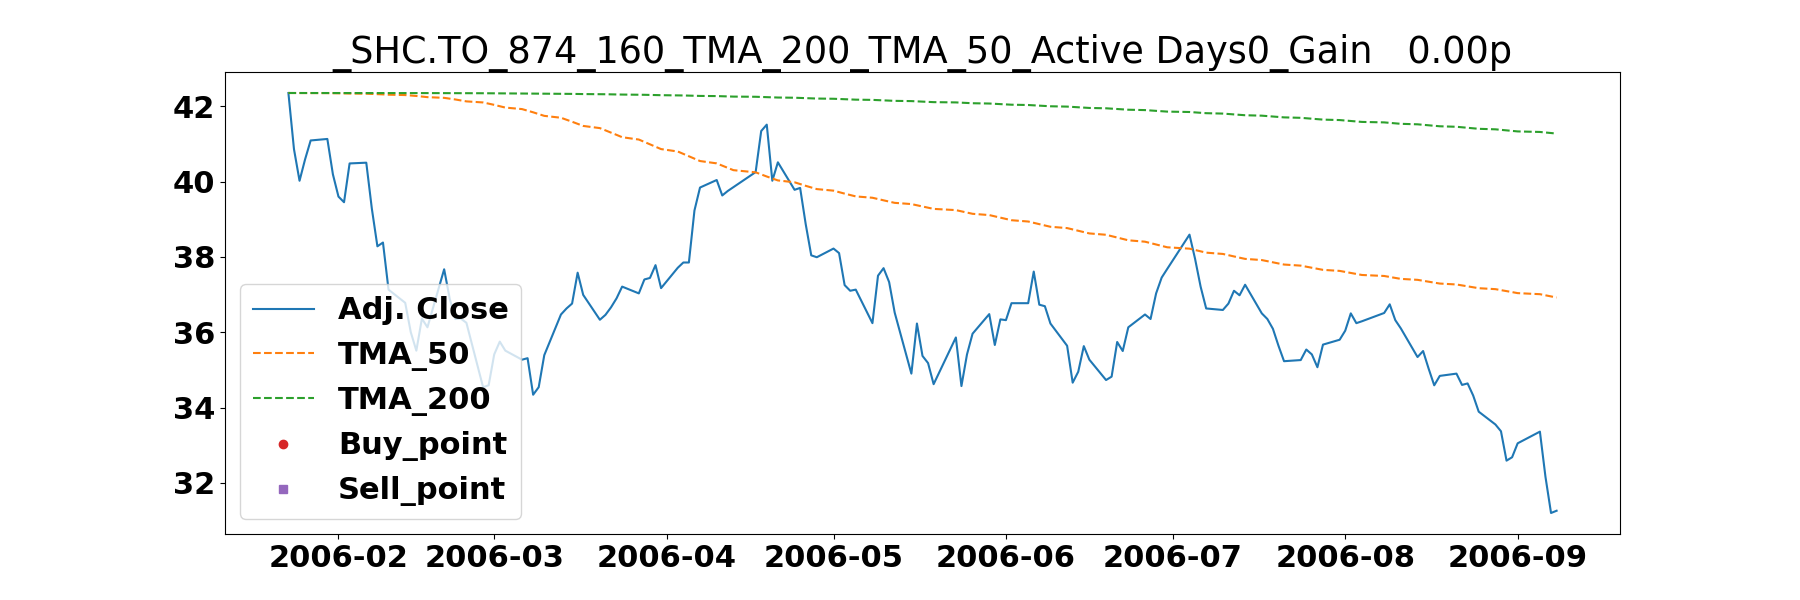 _SHC.TO_874_160_TMA_200_TMA_50_Active Days0_Gain   0.00p
42
40
38
36
34
32
Adj. Close
TMA_50
TMA_200
Buy_point
Sell_point
2006-02 2006-03 2006-04 2006-05 2006-06 2006-07 2006-08 2006-09